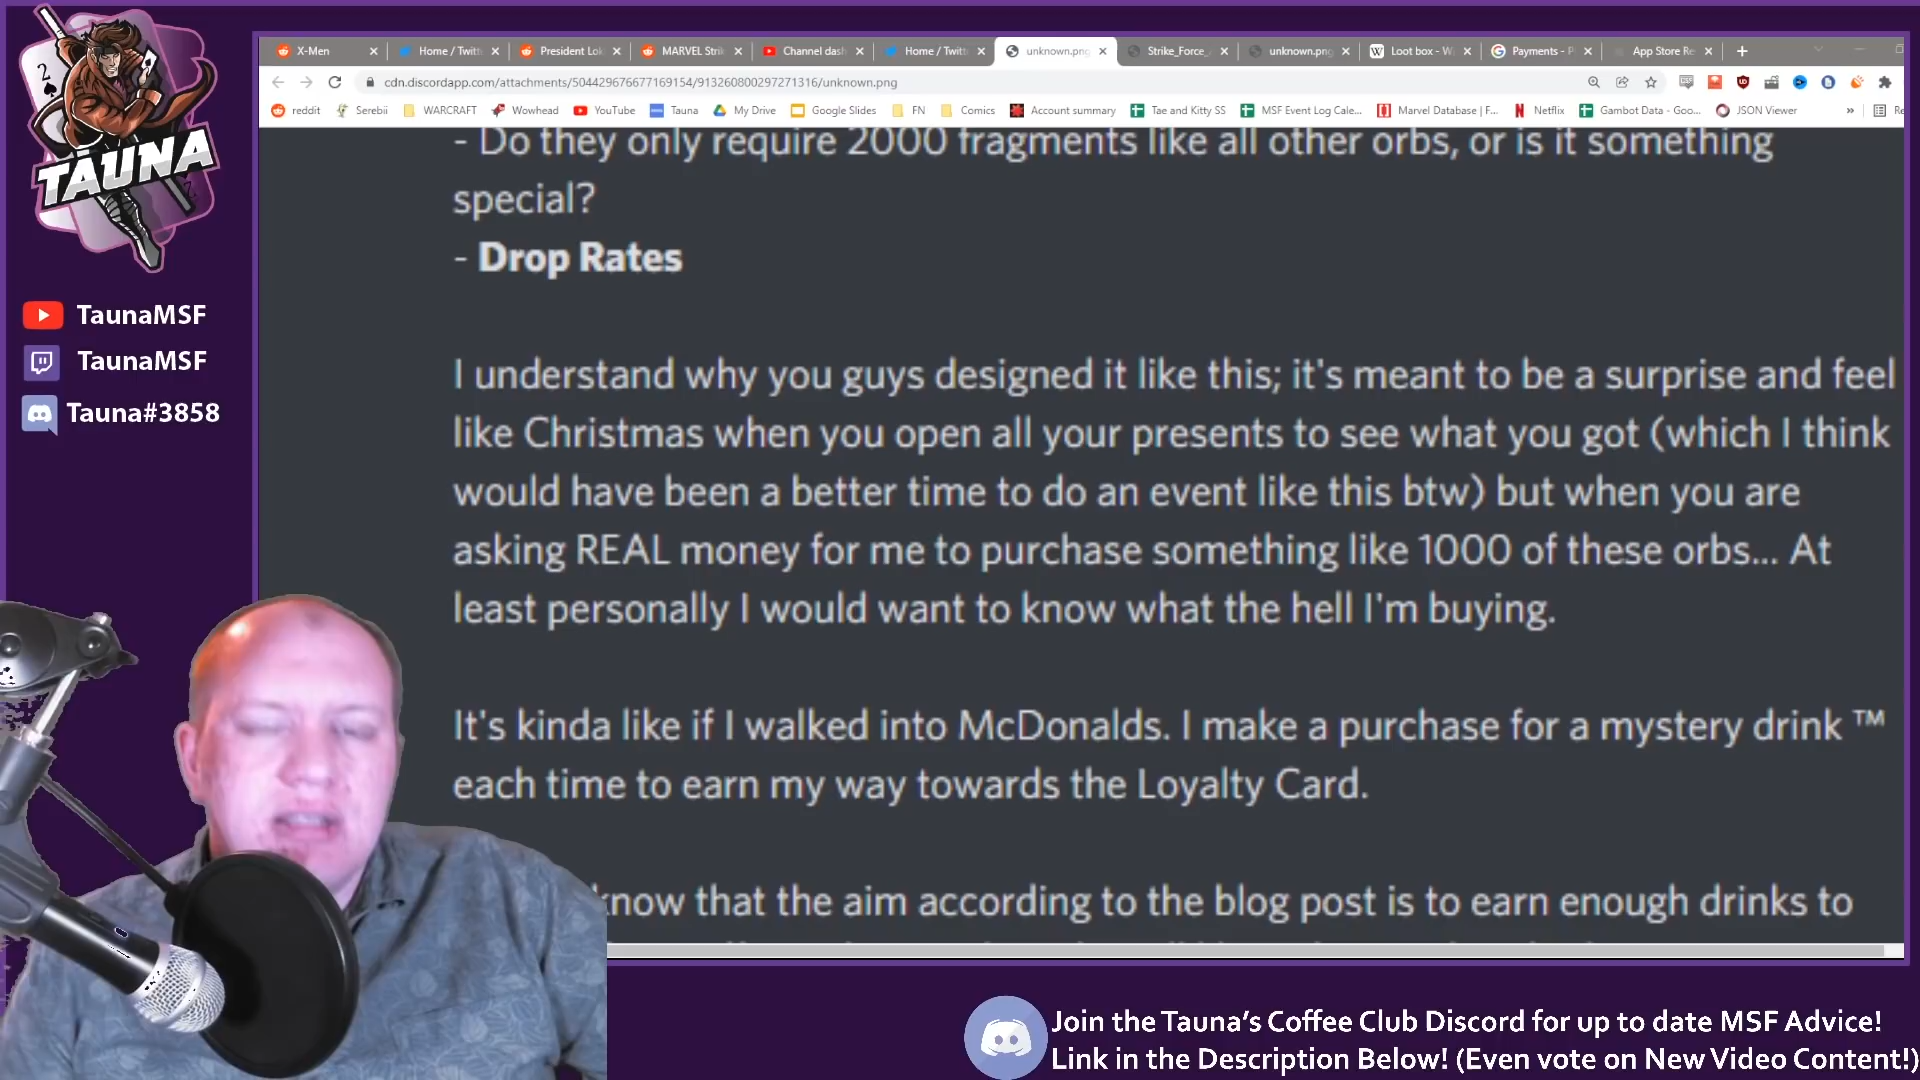 2
TAUNA
TaunaMSF
TaunaMSF
Tauna#3858
X-Men
Home / Twitt
President Lok
MARVEL Stri
Channel dash
Home / Twitt
unknown.png
Strike_Force_
unknown.png
Loot box - W
Payments - P
App Store Re
cdn.discordapp.com/attachments/504429676677169154/913260800297271316/unknown.png
reddit
Serebii
WARCRAFT
Wowhead
YouTube
Tauna
My Drive
Google Slides
FN
Comics
Account summary
Tae and Kitty SS
MSF Event Log Cale...
Marvel Database | F...
Netflix
Gambot Data - Goo...
JSON Viewer
»
Re
- Do they only require 2000 fragments like all other orbs, or is it something
special?
- Drop Rates
I understand why you guys designed it like this; it's meant to be a surprise and feel
like Christmas when you open all your presents to see what you got (which I think
would have been a better time to do an event like this btw) but when you are
asking REAL money for me to purchase something like 1000 of these orbs... At
least personally I would want to know what the hell I'm buying.
It's kinda like if I walked into McDonalds. I make a purchase for a mystery drink ™
each time to earn my way towards the Loyalty Card.
know that the aim according to the blog post is to earn enough drinks to
Join the Tauna's Coffee Club Discord for up to date MSF Advice!
Link in the Description Below! (Even vote on New Video Content!)